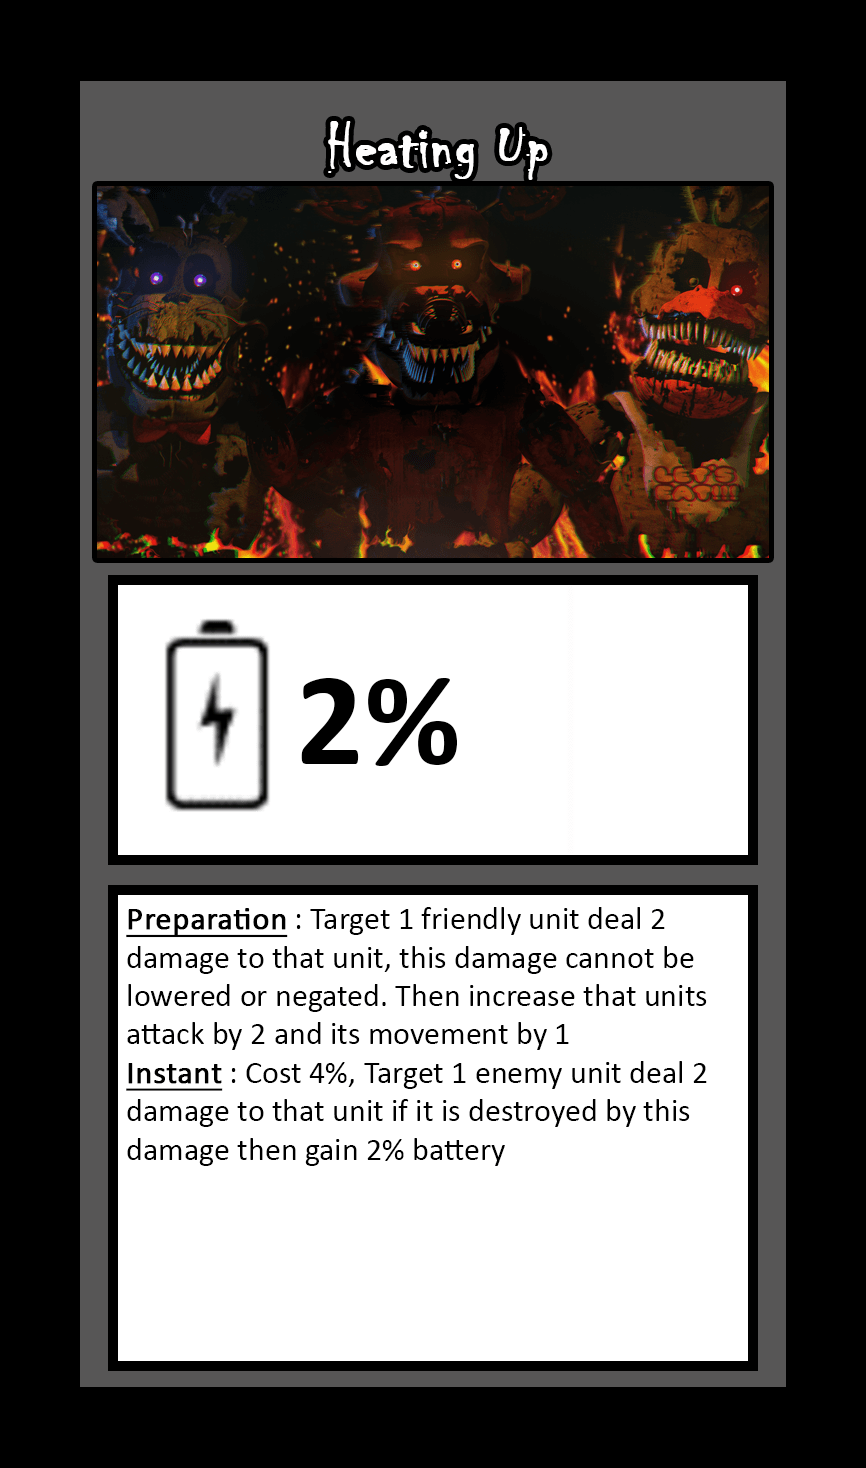 Heating Up
LET'S
EAT!!!
2%
Preparation : Target 1 friendly unit deal 2
damage to that unit, this damage cannot be
lowered or negated. Then increase that units
attack by 2 and its movement by 1
Instant : Cost 4%, Target 1 enemy unit deal 2
damage to that unit if it is destroyed by this
damage then gain 2% battery